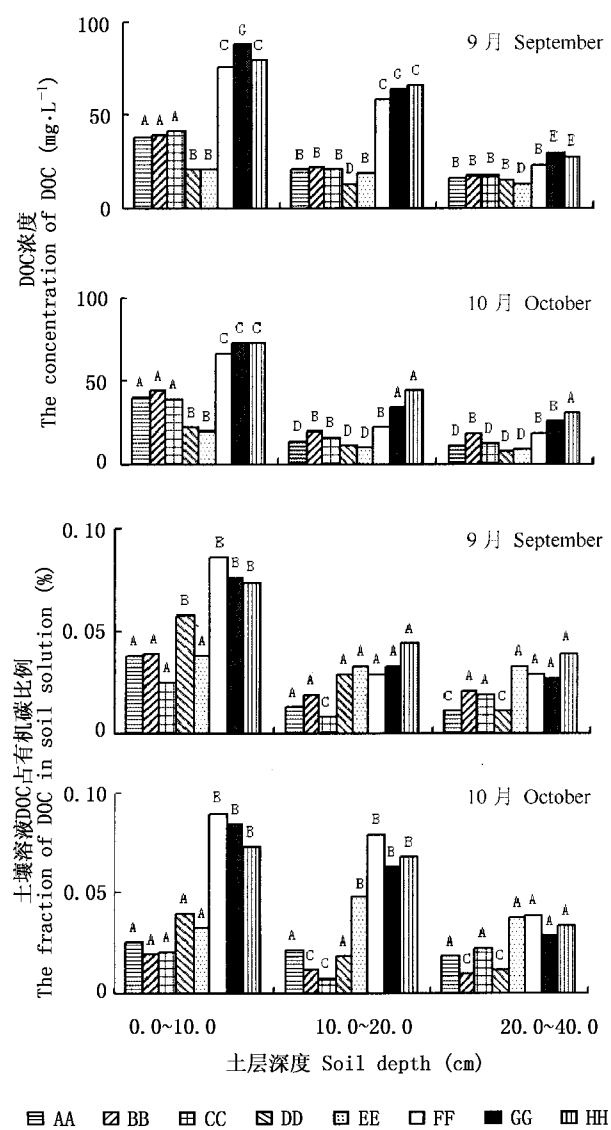 DOC浓度
The concentration of DOC (mg·L⁻¹)
100
50
0
9月 September
A A A B B C G C
B B B D B C G C
B B B B D B E E
100
50
0
10月 October
A A A B B C C C
D B B D D B A A
D B D D D B B A
土壤溶液DOC占有机碳比例
The fraction of DOC in soil solution (%)
0.10
0.05
0
9月 September
A A A B A B B B
A A C A A A A A
C A A C A A A A
0.10
0.05
0
10月 October
A A A A A B B B
A C C A B B B B
A C A C A A A A
0.0~10.0 10.0~20.0 20.0~40.0
土层深度 Soil depth (cm)
AA BB CC DD EE FF GG HH